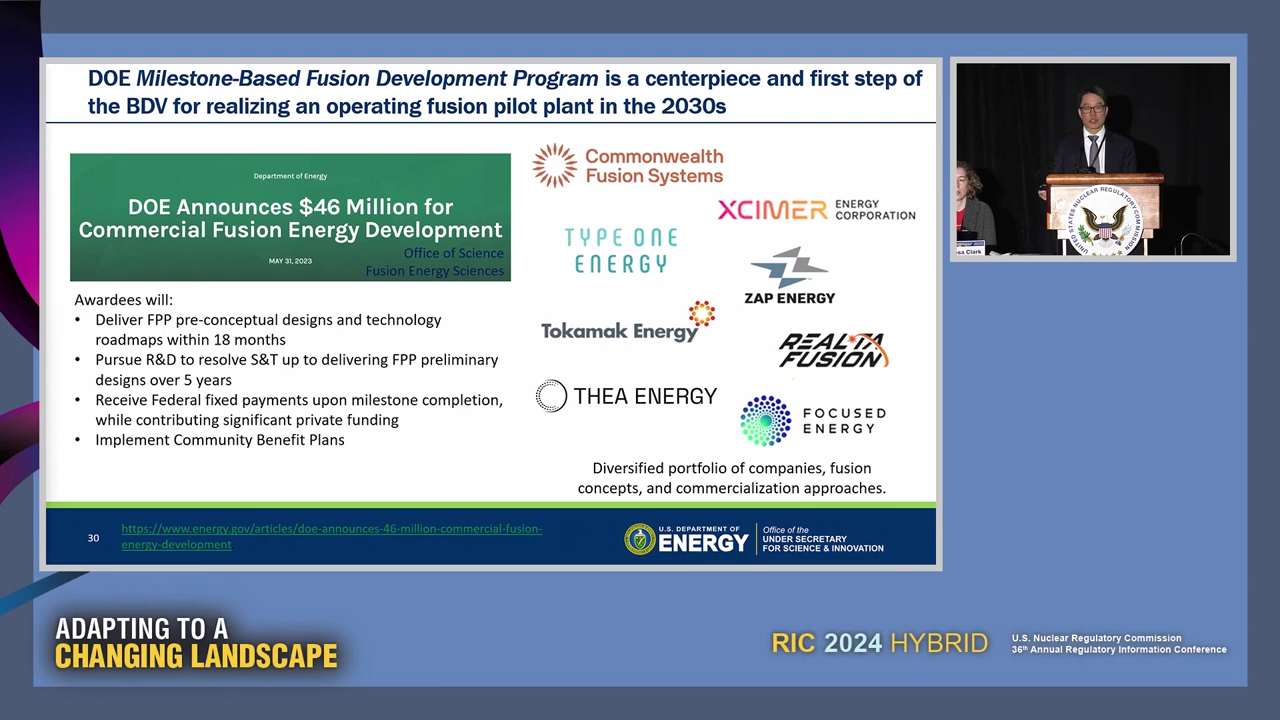 DOE Milestone-Based Fusion Development Program is a centerpiece and first step of
the BDV for realizing an operating fusion pilot plant in the 2030s
Department of Energy
DOE Announces $46 Million for
Commercial Fusion Energy Development
MAY 31, 2023
Office of Science
Fusion Energy Sciences
Awardees will:
• Deliver FPP pre-conceptual designs and technology
roadmaps within 18 months
• Pursue R&D to resolve S&T up to delivering FPP preliminary
designs over 5 years
• Receive Federal fixed payments upon milestone completion,
while contributing significant private funding
• Implement Community Benefit Plans
Commonwealth
Fusion Systems
XCIMER ENERGY
CORPORATION
TYPE ONE
ENERGY
ZAP ENERGY
Tokamak Energy
REALTA
FUSION
THEA ENERGY
FOCUSED
ENERGY
Diversified portfolio of companies, fusion
concepts, and commercialization approaches.
30
https://www.energy.gov/articles/doe-announces-46-million-commercial-fusion-
energy-development
U.S. DEPARTMENT OF
ENERGY
Office of the
UNDER SECRETARY
FOR SCIENCE & INNOVATION
UNITED STATES NUCLEAR REGULATORY COMMISSION
sa Clark
ADAPTING TO A
CHANGING LANDSCAPE
RIC 2024 HYBRID
U.S. Nuclear Regulatory Commission
36th Annual Regulatory Information Conference